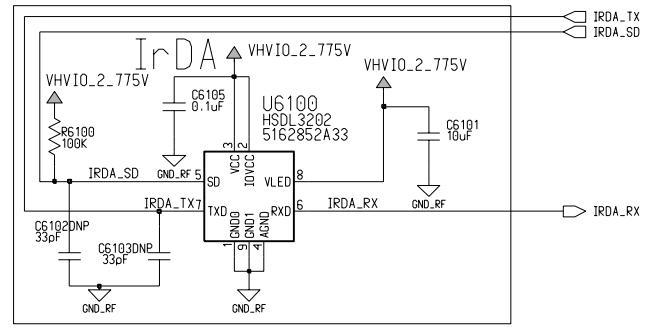 IRDA_TX
IRDA_SD
IrDA
VHVIO_2_775V
VHVIO_2_775V
VHVIO_2_775V
C6105
0.1uF
U6100
HSDL3202
5162852A33
C6101
10uF
R6100
100K
GND_RF
3
2
VCC
IOVCC
IRDA_SD
5
SD
VLED
8
GND_RF
IRDA_TX
7
TXD
RXD
6
IRDA_RX
IRDA_RX
GND0
GND1
AGND
1
9
4
C6102DNP
33pF
C6103DNP
33pF
GND_RF
GND_RF